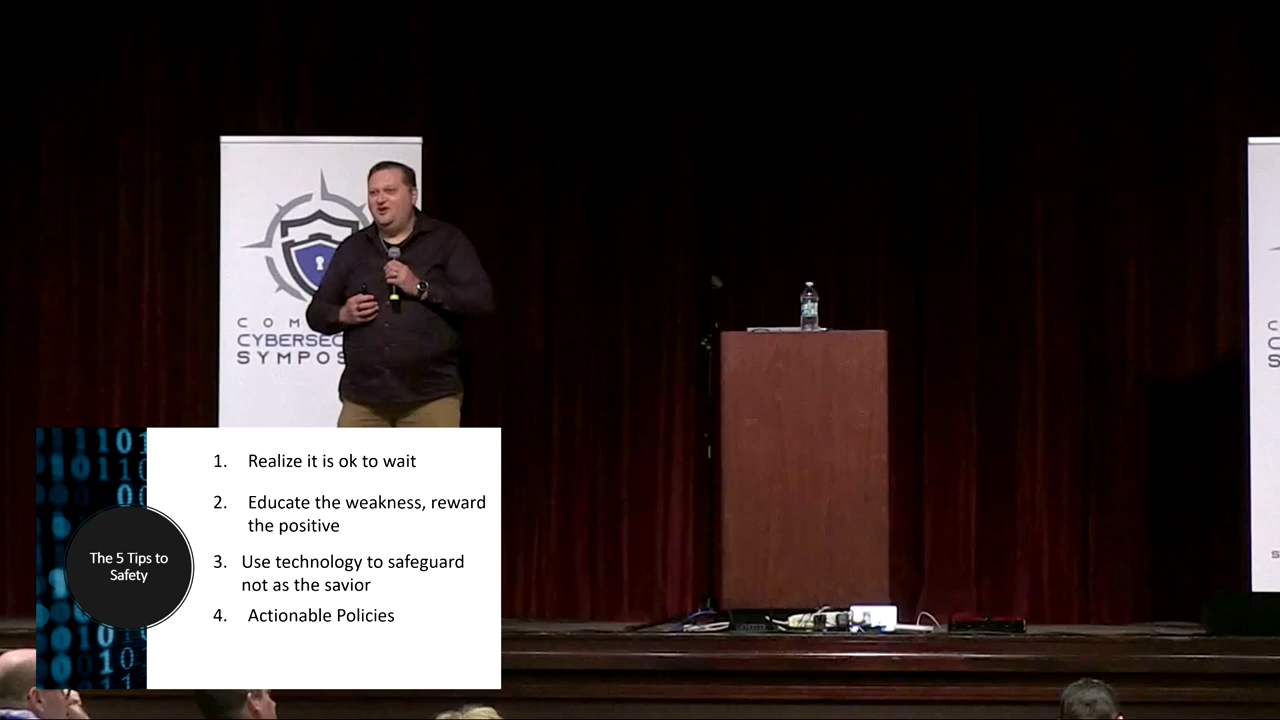 CYBERSEC
SYMPOS
The 5 Tips to
Safety
1. Realize it is ok to wait
2. Educate the weakness, reward
the positive
3. Use technology to safeguard
not as the savior
4. Actionable Policies